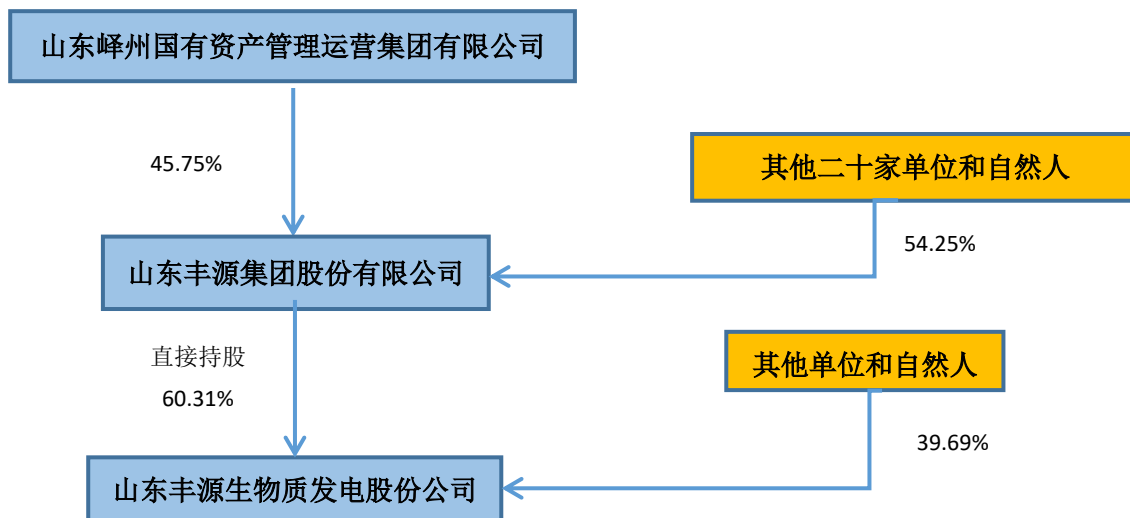 山东峄州国有资产管理运营集团有限公司
45.75%
其他二十家单位和自然人
54.25%
山东丰源集团股份有限公司
直接持股
60.31%
其他单位和自然人
39.69%
山东丰源生物质发电股份公司